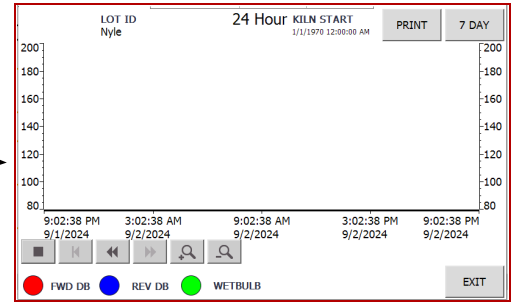 LOT ID
Nyle
24 Hour
KILN START
1/1/1970 12:00:00 AM
PRINT
7 DAY
200 200
180 180
160 160
140 140
120 120
100 100
80 80
9:02:38 PM 3:02:38 AM 9:02:38 AM 3:02:38 PM 9:02:38 PM
9/1/2024 9/2/2024 9/2/2024 9/2/2024 9/2/2024
FWD DB REV DB WETBULB EXIT